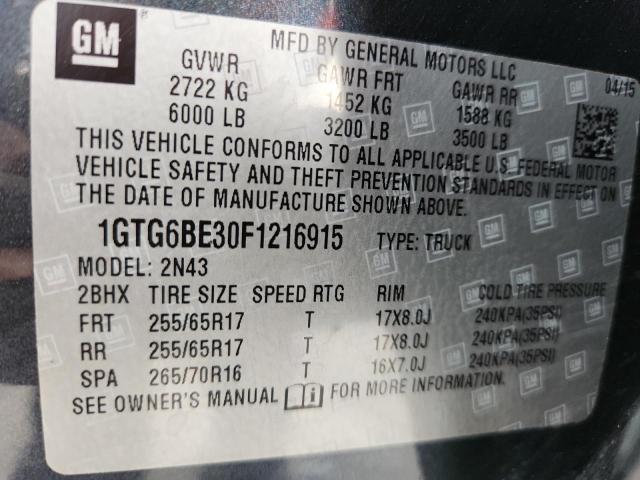 GM
MFD BY GENERAL MOTORS LLC
04/15
GVWR GAWR FRT GAWR RR
2722 KG 1452 KG 1588 KG
6000 LB 3200 LB 3500 LB
THIS VEHICLE CONFORMS TO ALL APPLICABLE U.S. FEDERAL MOTOR
VEHICLE SAFETY AND THEFT PREVENTION STANDARDS IN EFFECT ON
THE DATE OF MANUFACTURE SHOWN ABOVE.
1GTG6BE30F1216915 TYPE: TRUCK
MODEL: 2N43
2BHX TIRE SIZE SPEED RTG RIM COLD TIRE PRESSURE
FRT 255/65R17 T 17X8.0J 240KPA(35PSI)
RR 255/65R17 T 17X8.0J 240KPA(35PSI)
SPA 265/70R16 T 16X7.0J 240KPA(35PSI)
SEE OWNER'S MANUAL i FOR MORE INFORMATION.